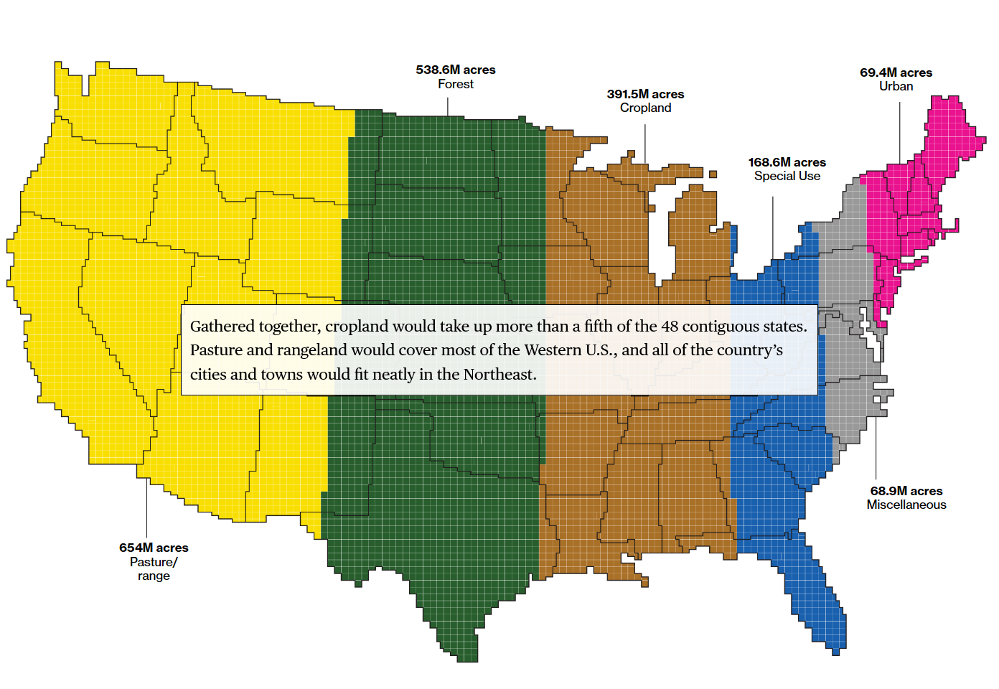 538.6M acres
Forest
391.5M acres
Cropland
69.4M acres
Urban
168.6M acres
Special Use
Gathered together, cropland would take up more than a fifth of the 48 contiguous states.
Pasture and rangeland would cover most of the Western U.S., and all of the country’s
cities and towns would fit neatly in the Northeast.
68.9M acres
Miscellaneous
654M acres
Pasture/
range